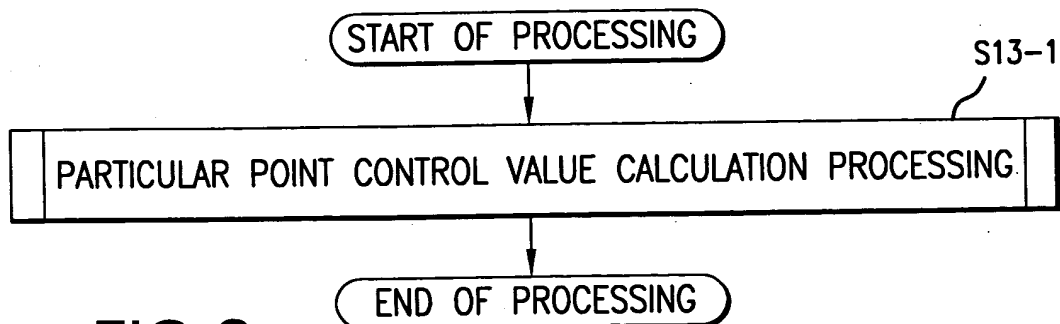 START OF PROCESSING
S13-1
PARTICULAR POINT CONTROL VALUE CALCULATION PROCESSING
END OF PROCESSING